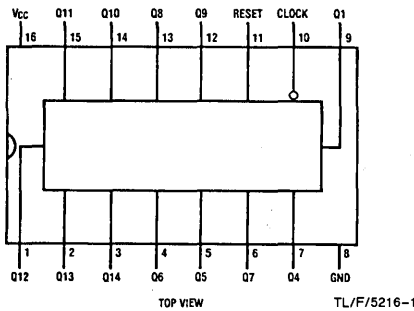 VCC Q11 Q10 Q8 Q9 RESET CLOCK Q1
16 15 14 13 12 11 10 9
1 2 3 4 5 6 7 8
Q12 Q13 Q14 Q6 Q5 Q7 Q4 GND
TOP VIEW TL/F/5216-1